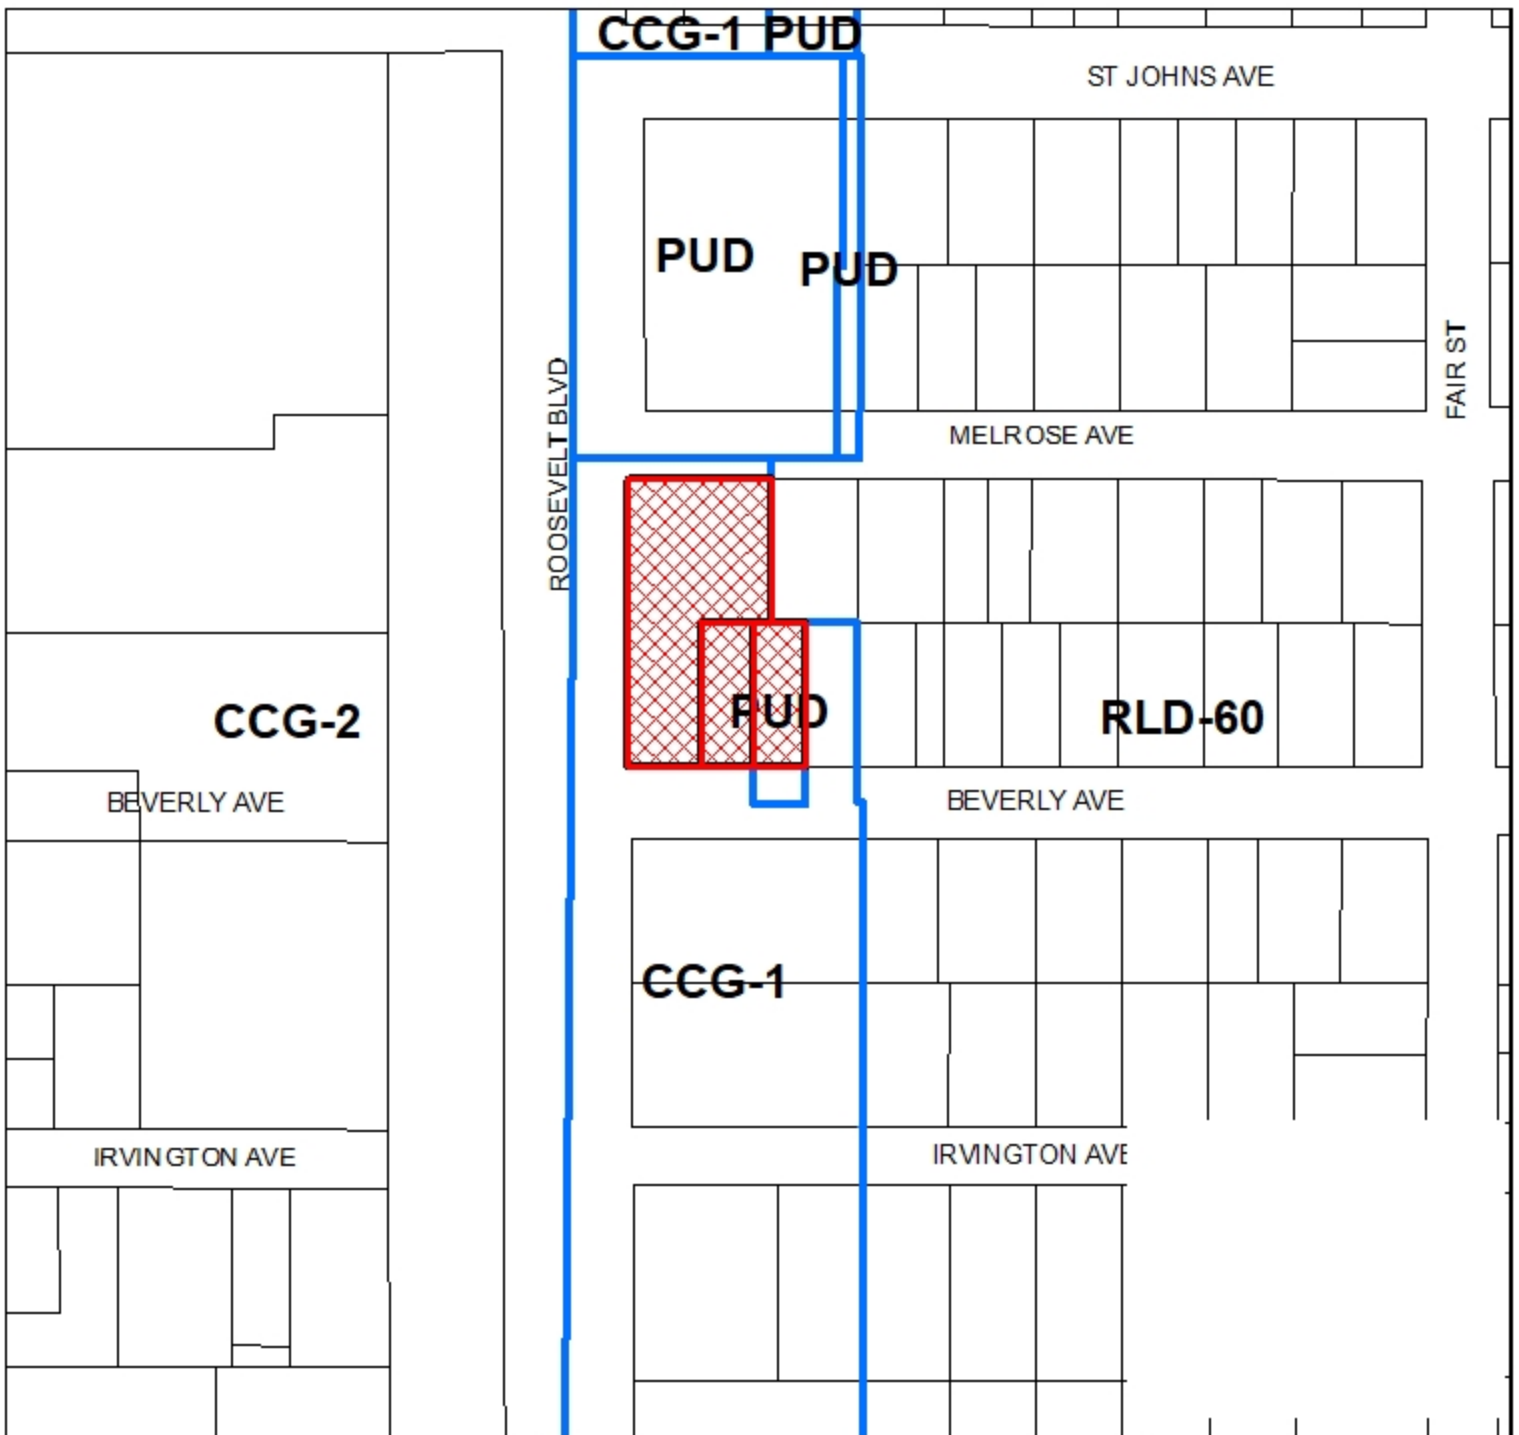 CCG-1 PUD
ST JOHNS AVE
PUD
PUD
FAIR ST
ROOSEVELT BLVD
MELROSE AVE
CCG-2
PUD
RLD-60
BEVERLY AVE
BEVERLY AVE
CCG-1
IRVINGTON AVE
IRVINGTON AVE